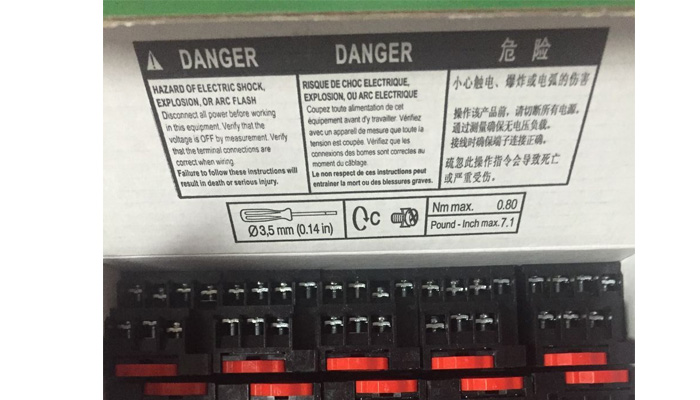 DANGER
HAZARD OF ELECTRIC SHOCK,
EXPLOSION, OR ARC FLASH
Disconnect all power before working
in this equipment. Verify that the
voltage is OFF by measurement. Verify
that the terminal connections are
correct when wiring.
Failure to follow these instructions will
result in death or serious injury.
DANGER
RISQUE DE CHOC ELECTRIQUE,
EXPLOSION, OU ARC ELECTRIQUE
Coupez toute alimentation de cet
équipement avant d'y travailler. Vérifiez
avec un appareil de mesure que toute la
tension est coupée. Vérifiez que les
connexions des bornes sont correctes au
moment du câblage.
Le non respect de ces instructions peut
entrainer la mort ou des blessures graves.
危 险
小心触电、爆炸或电弧的伤害
操作该产品前,请切断所有电源。
通过测量确保无电压负载。
接线时确保端子连接正确。
疏忽此操作指令会导致死亡
或严重受伤。
Ø3,5 mm (0.14 in)
C
Nm max. 0.80
Pound - Inch max. 7.1